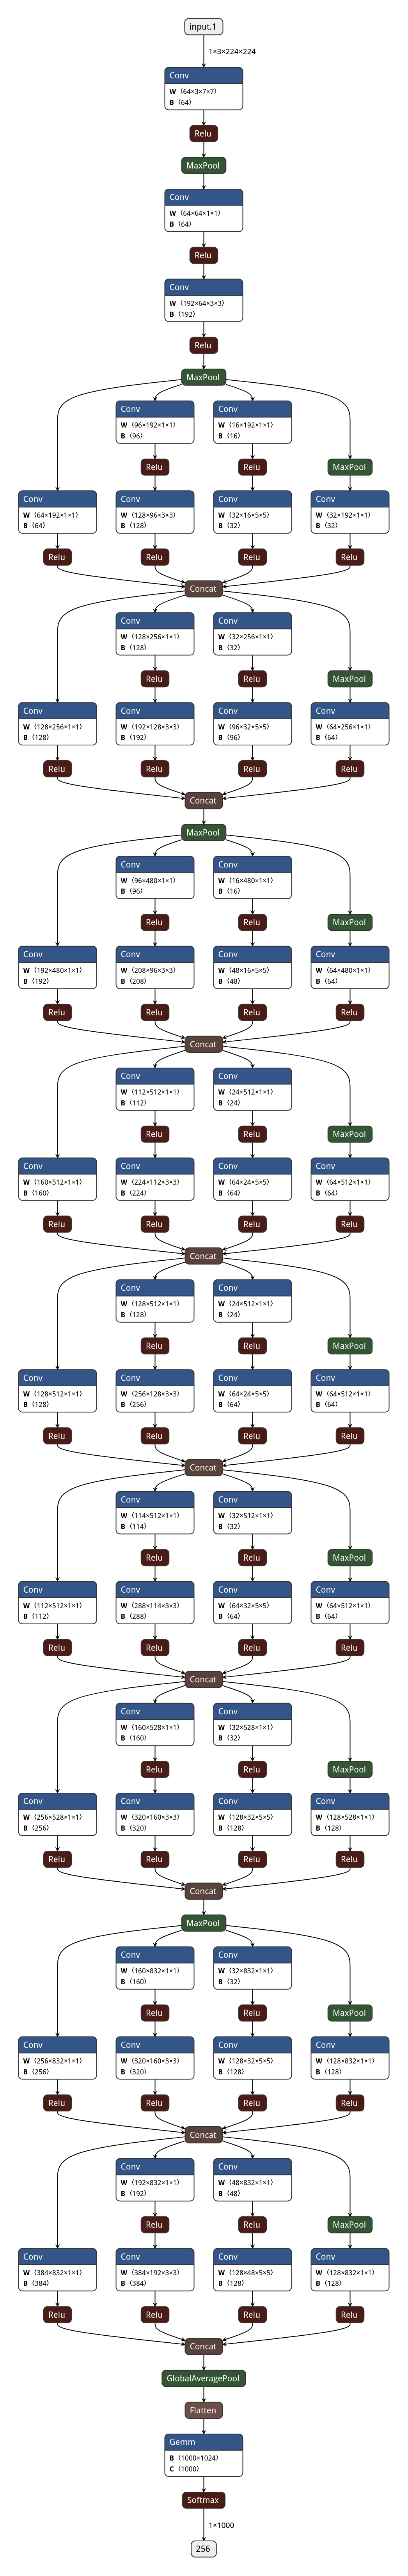 input.1
1×3×224×224
Conv
W ⟨64×3×7×7⟩
B ⟨64⟩
Relu
MaxPool
Conv
W ⟨64×64×1×1⟩
B ⟨64⟩
Relu
Conv
W ⟨192×64×3×3⟩
B ⟨192⟩
Relu
MaxPool
Conv
W ⟨96×192×1×1⟩
B ⟨96⟩
Conv
W ⟨16×192×1×1⟩
B ⟨16⟩
Relu
Relu
MaxPool
Conv
W ⟨64×192×1×1⟩
B ⟨64⟩
Conv
W ⟨128×96×3×3⟩
B ⟨128⟩
Conv
W ⟨32×16×5×5⟩
B ⟨32⟩
Conv
W ⟨32×192×1×1⟩
B ⟨32⟩
Relu
Relu
Relu
Relu
Concat
Conv
W ⟨128×256×1×1⟩
B ⟨128⟩
Conv
W ⟨32×256×1×1⟩
B ⟨32⟩
Relu
Relu
MaxPool
Conv
W ⟨128×256×1×1⟩
B ⟨128⟩
Conv
W ⟨192×128×3×3⟩
B ⟨192⟩
Conv
W ⟨96×32×5×5⟩
B ⟨96⟩
Conv
W ⟨64×256×1×1⟩
B ⟨64⟩
Relu
Relu
Relu
Relu
Concat
MaxPool
Conv
W ⟨96×480×1×1⟩
B ⟨96⟩
Conv
W ⟨16×480×1×1⟩
B ⟨16⟩
Relu
Relu
MaxPool
Conv
W ⟨192×480×1×1⟩
B ⟨192⟩
Conv
W ⟨208×96×3×3⟩
B ⟨208⟩
Conv
W ⟨48×16×5×5⟩
B ⟨48⟩
Conv
W ⟨64×480×1×1⟩
B ⟨64⟩
Relu
Relu
Relu
Relu
Concat
Conv
W ⟨112×512×1×1⟩
B ⟨112⟩
Conv
W ⟨24×512×1×1⟩
B ⟨24⟩
Relu
Relu
MaxPool
Conv
W ⟨160×512×1×1⟩
B ⟨160⟩
Conv
W ⟨224×112×3×3⟩
B ⟨224⟩
Conv
W ⟨64×24×5×5⟩
B ⟨64⟩
Conv
W ⟨64×512×1×1⟩
B ⟨64⟩
Relu
Relu
Relu
Relu
Concat
Conv
W ⟨128×512×1×1⟩
B ⟨128⟩
Conv
W ⟨24×512×1×1⟩
B ⟨24⟩
Relu
Relu
MaxPool
Conv
W ⟨128×512×1×1⟩
B ⟨128⟩
Conv
W ⟨256×128×3×3⟩
B ⟨256⟩
Conv
W ⟨64×24×5×5⟩
B ⟨64⟩
Conv
W ⟨64×512×1×1⟩
B ⟨64⟩
Relu
Relu
Relu
Relu
Concat
Conv
W ⟨114×512×1×1⟩
B ⟨114⟩
Conv
W ⟨32×512×1×1⟩
B ⟨32⟩
Relu
Relu
MaxPool
Conv
W ⟨112×512×1×1⟩
B ⟨112⟩
Conv
W ⟨288×114×3×3⟩
B ⟨288⟩
Conv
W ⟨64×32×5×5⟩
B ⟨64⟩
Conv
W ⟨64×512×1×1⟩
B ⟨64⟩
Relu
Relu
Relu
Relu
Concat
Conv
W ⟨160×528×1×1⟩
B ⟨160⟩
Conv
W ⟨32×528×1×1⟩
B ⟨32⟩
Relu
Relu
MaxPool
Conv
W ⟨256×528×1×1⟩
B ⟨256⟩
Conv
W ⟨320×160×3×3⟩
B ⟨320⟩
Conv
W ⟨128×32×5×5⟩
B ⟨128⟩
Conv
W ⟨128×528×1×1⟩
B ⟨128⟩
Relu
Relu
Relu
Relu
Concat
MaxPool
Conv
W ⟨160×832×1×1⟩
B ⟨160⟩
Conv
W ⟨32×832×1×1⟩
B ⟨32⟩
Relu
Relu
MaxPool
Conv
W ⟨256×832×1×1⟩
B ⟨256⟩
Conv
W ⟨320×160×3×3⟩
B ⟨320⟩
Conv
W ⟨128×32×5×5⟩
B ⟨128⟩
Conv
W ⟨128×832×1×1⟩
B ⟨128⟩
Relu
Relu
Relu
Relu
Concat
Conv
W ⟨192×832×1×1⟩
B ⟨192⟩
Conv
W ⟨48×832×1×1⟩
B ⟨48⟩
Relu
Relu
MaxPool
Conv
W ⟨384×832×1×1⟩
B ⟨384⟩
Conv
W ⟨384×192×3×3⟩
B ⟨384⟩
Conv
W ⟨128×48×5×5⟩
B ⟨128⟩
Conv
W ⟨128×832×1×1⟩
B ⟨128⟩
Relu
Relu
Relu
Relu
Concat
GlobalAveragePool
Flatten
Gemm
B ⟨1000×1024⟩
C ⟨1000⟩
Softmax
1×1000
256